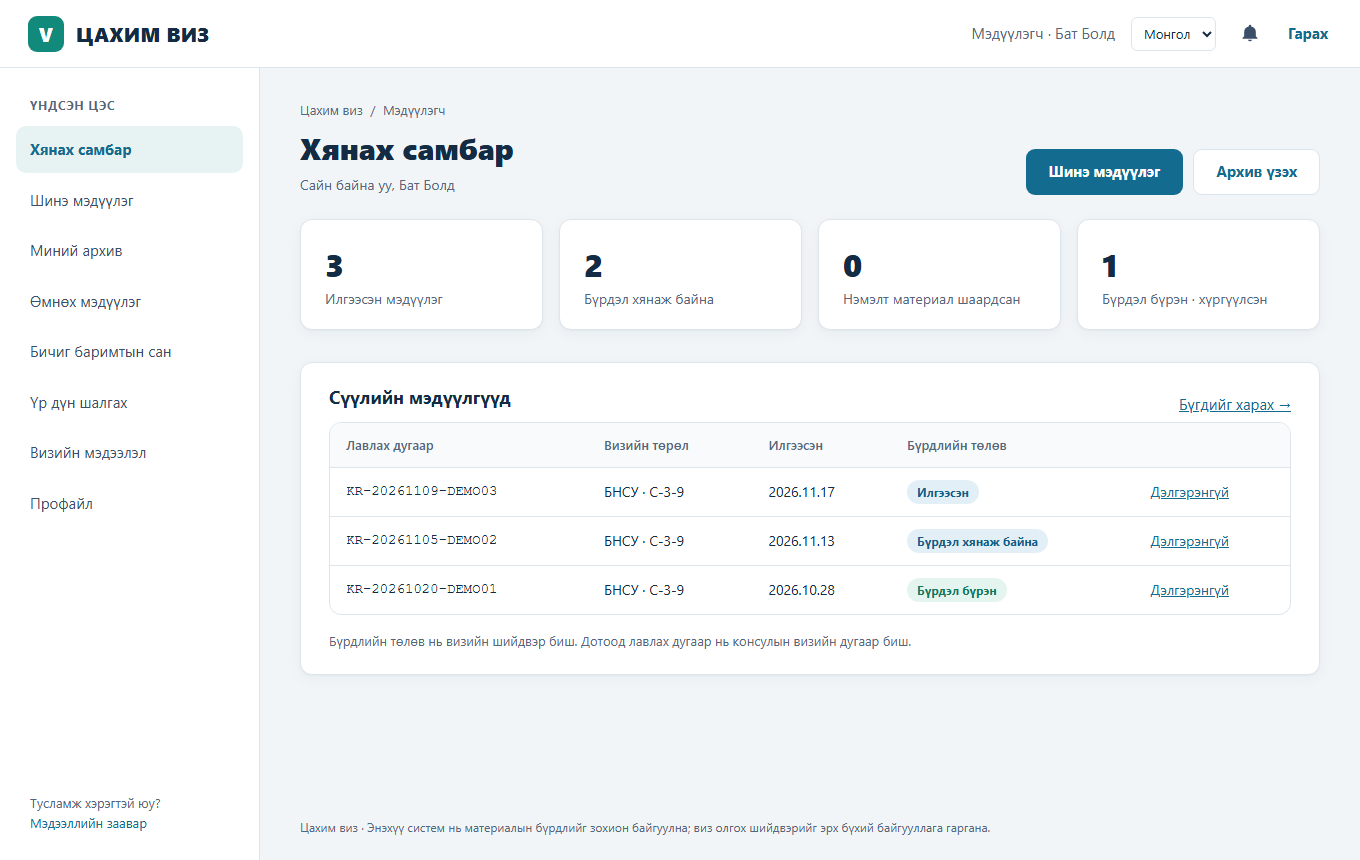 V ЦАХИМ ВИЗ
Мэдүүлэгч · Бат Болд
Монгол
Гарах
ҮНДСЭН ЦЭС
Хянах самбар
Шинэ мэдүүлэг
Миний архив
Өмнөх мэдүүлэг
Бичиг баримтын сан
Үр дүн шалгах
Визийн мэдээлэл
Профайл
Тусламж хэрэгтэй юу?
Мэдээллийн заавар
Цахим виз / Мэдүүлэгч
Хянах самбар
Сайн байна уу, Бат Болд
Шинэ мэдүүлэг
Архив үзэх
3
Илгээсэн мэдүүлэг
2
Бүрдэл хянаж байна
0
Нэмэлт материал шаардсан
1
Бүрдэл бүрэн · хүргүүлсэн
Сүүлийн мэдүүлгүүд
Бүгдийг харах →
Лавлах дугаар Визийн төрөл Илгээсэн Бүрдлийн төлөв
KR-20261109-DEMO03 БНСУ · C-3-9 2026.11.17 Илгээсэн Дэлгэрэнгүй
KR-20261105-DEMO02 БНСУ · C-3-9 2026.11.13 Бүрдэл хянаж байна Дэлгэрэнгүй
KR-20261020-DEMO01 БНСУ · C-3-9 2026.10.28 Бүрдэл бүрэн Дэлгэрэнгүй
Бүрдлийн төлөв нь визийн шийдвэр биш. Дотоод лавлах дугаар нь консулын визийн дугаар биш.
Цахим виз · Энэхүү систем нь материалын бүрдлийг зохион байгуулна; виз олгох шийдвэрийг эрх бүхий байгууллага гаргана.